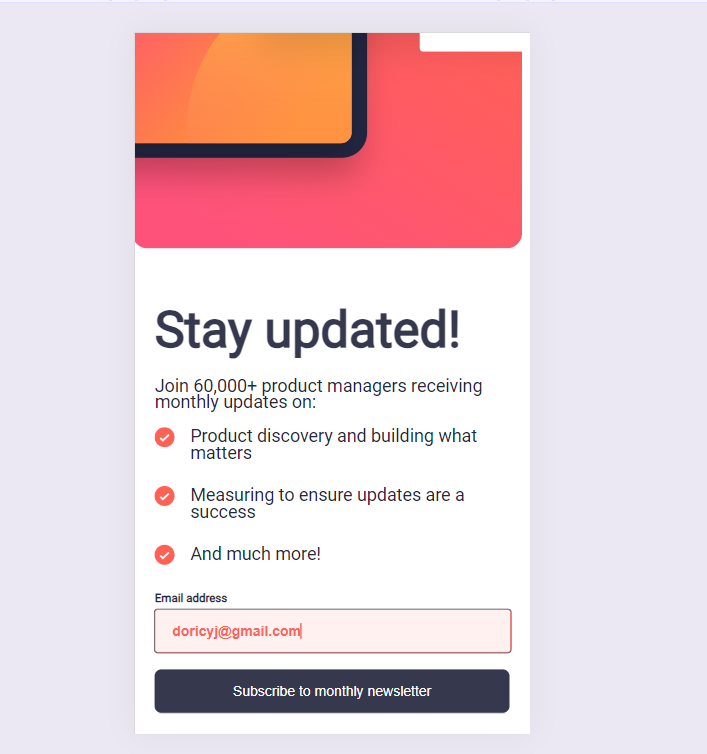 Stay updated!
Join 60,000+ product managers receiving
monthly updates on:
Product discovery and building what
matters
Measuring to ensure updates are a
success
And much more!
Email address
doricyj@gmail.com
Subscribe to monthly newsletter